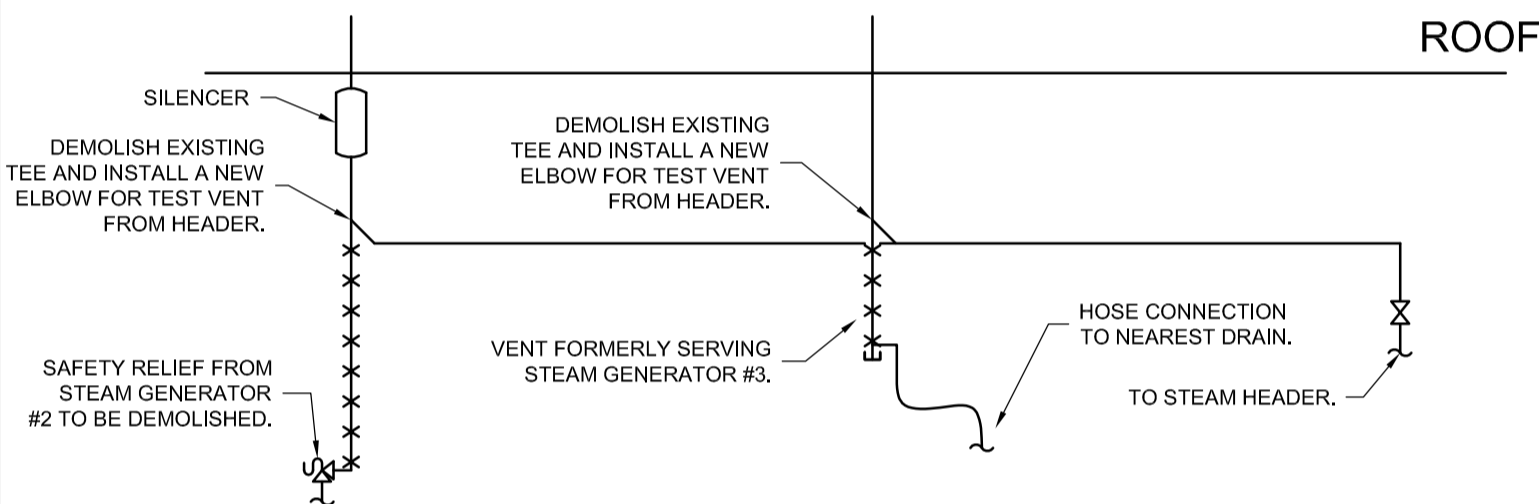 ROOF
SILENCER
DEMOLISH EXISTING
TEE AND INSTALL A NEW
ELBOW FOR TEST VENT
FROM HEADER.
DEMOLISH EXISTING
TEE AND INSTALL A NEW
ELBOW FOR TEST VENT
FROM HEADER.
SAFETY RELIEF FROM
STEAM GENERATOR
#2 TO BE DEMOLISHED.
VENT FORMERLY SERVING
STEAM GENERATOR #3.
HOSE CONNECTION
TO NEAREST DRAIN.
TO STEAM HEADER.